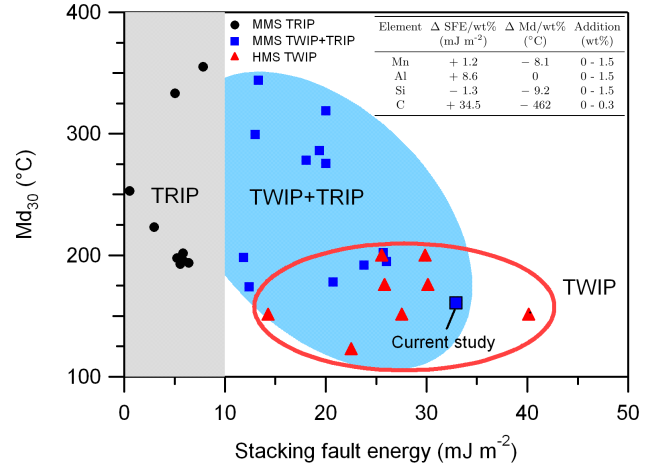 MMS TRIP
MMS TWIP+TRIP
HMS TWIP
Element Δ SFE/wt% Δ Md/wt% Addition
(mJ m⁻²) (°C) (wt%)
Mn + 1.2 − 8.1 0 - 1.5
Al + 8.6 0 0 - 1.5
Si − 1.3 − 9.2 0 - 1.5
C + 34.5 − 462 0 - 0.3
400
300
200
100
Md₃₀ (°C)
TRIP
TWIP+TRIP
TWIP
Current study
0 10 20 30 40 50
Stacking fault energy (mJ m⁻²)